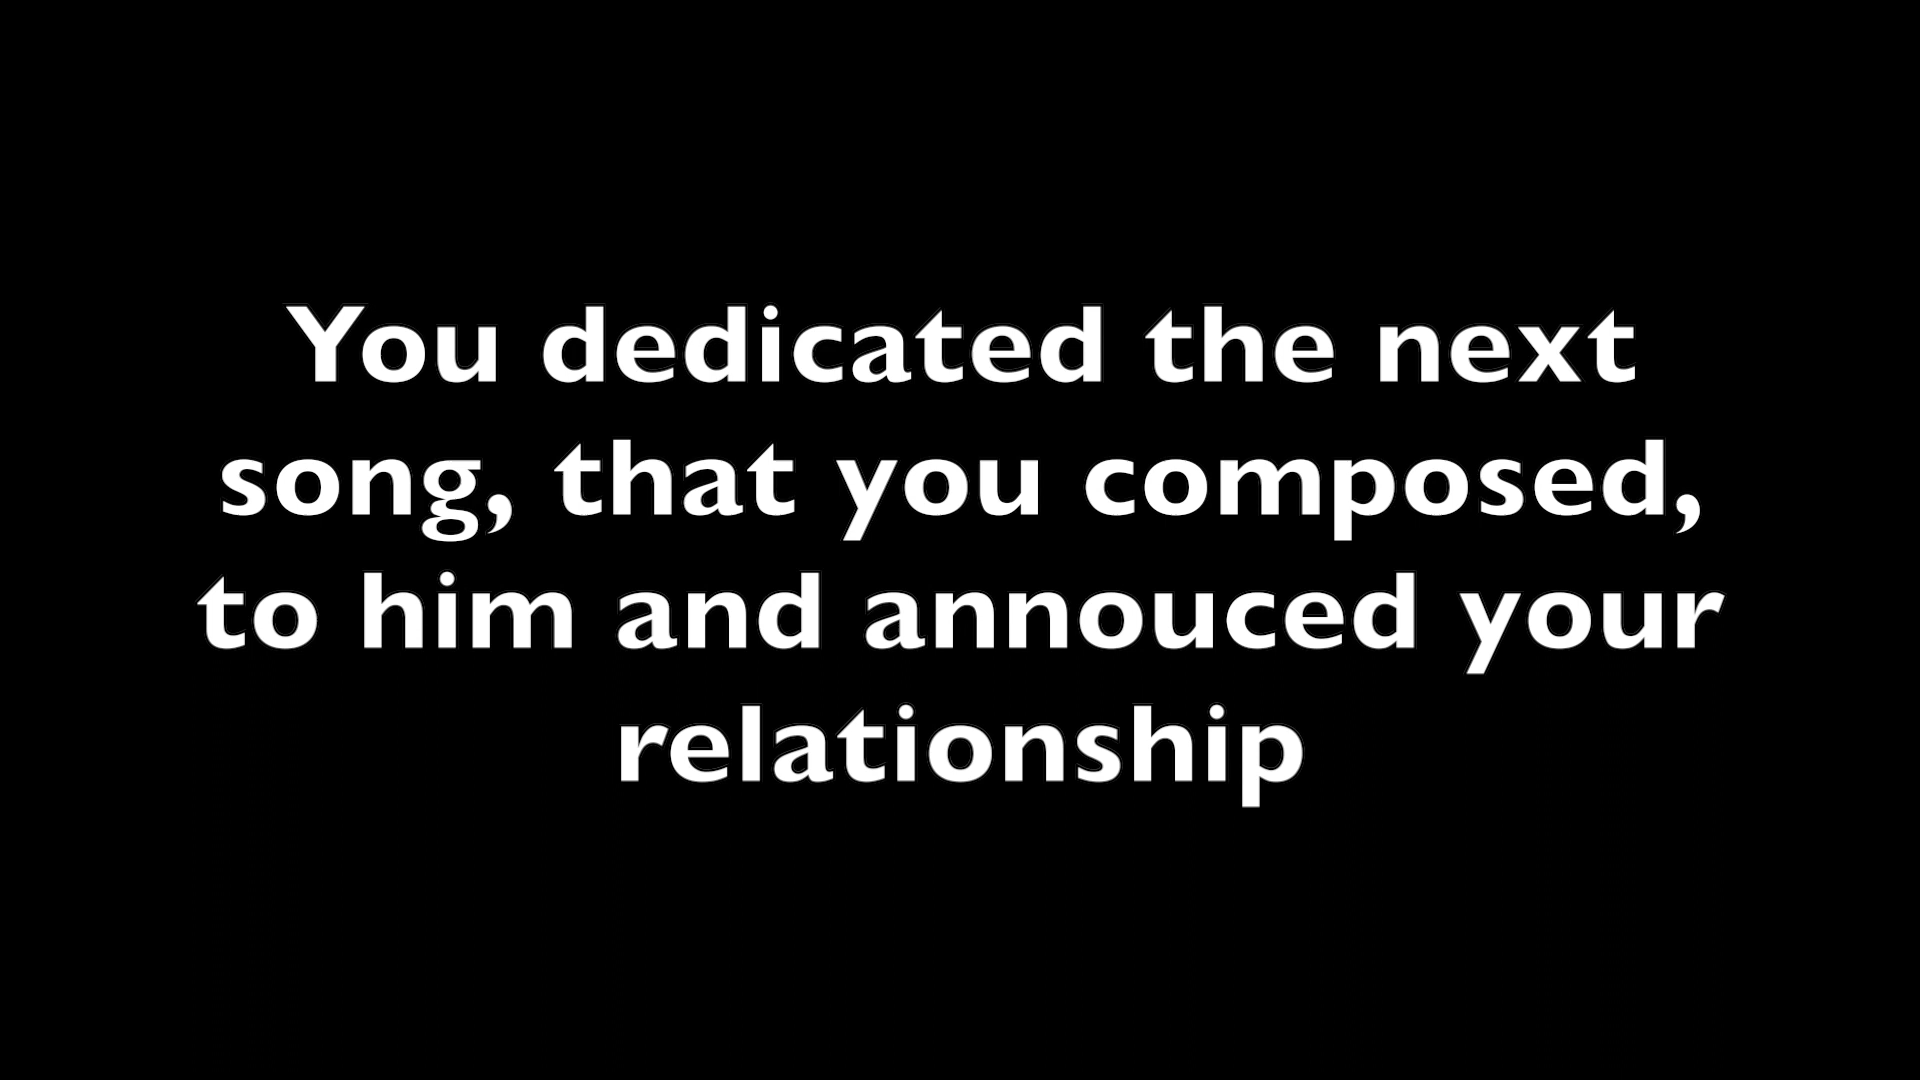 You dedicated the next
song, that you composed,
to him and annouced your
relationship